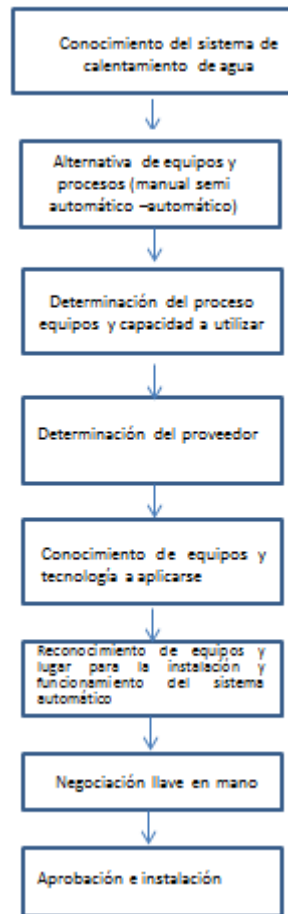 Conocimiento del sistema de
calentamiento de agua
Alternativa de equipos y
procesos (manual semi
automático –automático)
Determinación del proceso
equipos y capacidad a utilizar
Determinación del proveedor
Conocimiento de equipos y
tecnología a aplicarse
Reconocimiento de equipos y
lugar para la instalación y
funcionamiento del sistema
automático
Negociación llave en mano
Aprobación e instalación